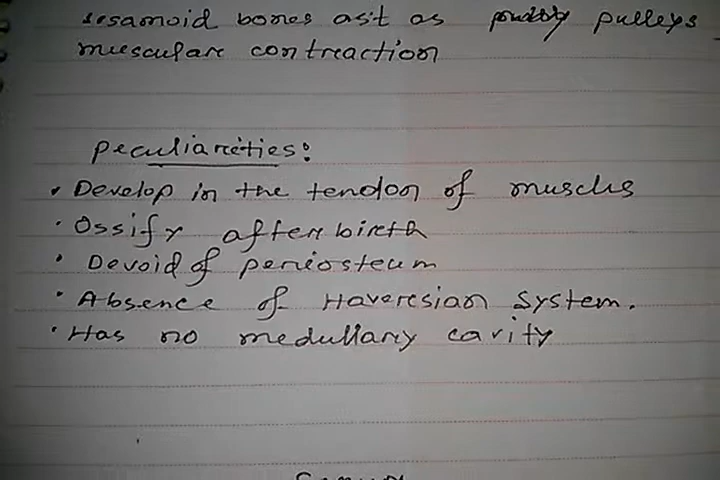 sesamoid bones ast as pulleys
muscular contraction
Peculiarities:
• Develop in the tendon of muscles
• Ossify after birth
• Devoid of periosteum
• Absence of Haversian system.
• Has no medullary cavity